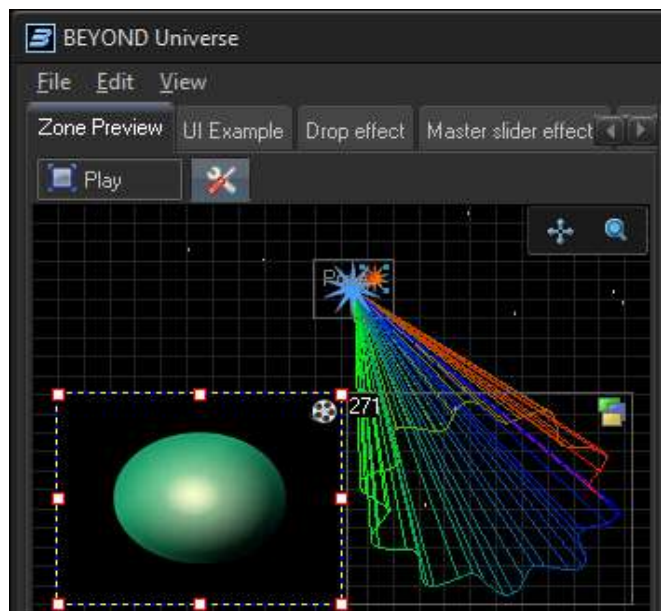 BEYOND Universe
File Edit View
Zone Preview UI Example Drop effect Master slider effect
Play
271